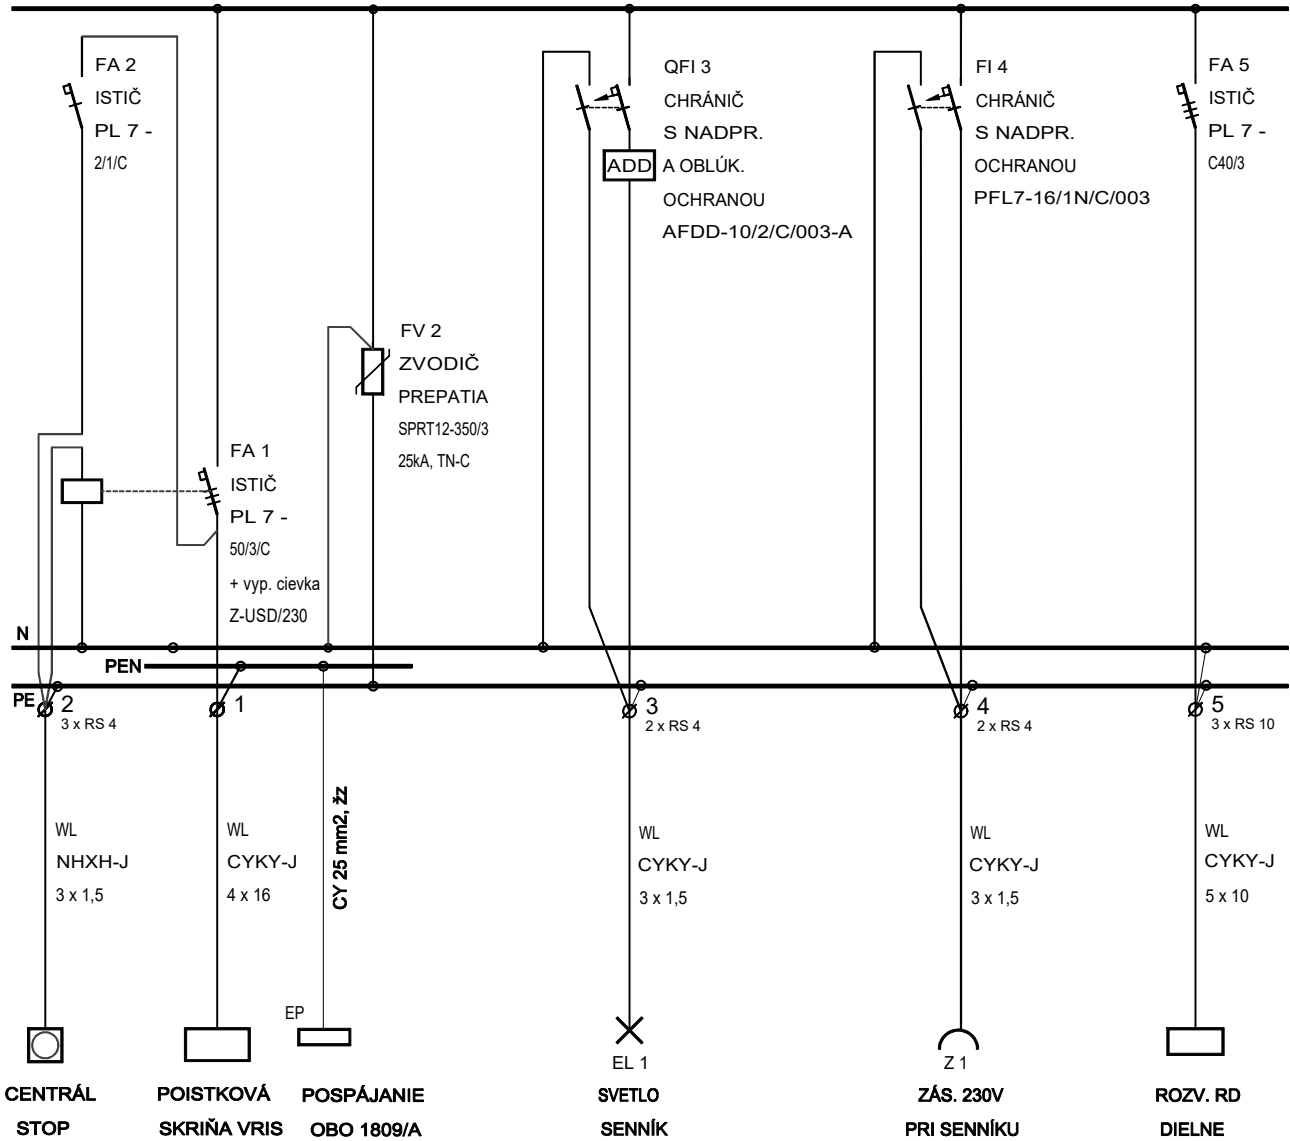 FA 2
ISTIČ
PL 7 -
2/1/C
QFI 3
CHRÁNIČ
S NADPR.
ADD
A OBLÚK.
OCHRANOU
AFDD-10/2/C/003-A
FI 4
CHRÁNIČ
S NADPR.
OCHRANOU
PFL7-16/1N/C/003
FA 5
ISTIČ
PL 7 -
C40/3
FV 2
ZVODIČ
PREPATIA
SPRT12-350/3
25kA, TN-C
FA 1
ISTIČ
PL 7 -
50/3/C
+ vyp. cievka
Z-USD/230
N
PEN
PE
2
3 x RS 4
1
3
2 x RS 4
4
2 x RS 4
5
3 x RS 10
WL
NHXH-J
3 x 1,5
WL
CYKY-J
4 x 16
CY 25 mm2, žz
WL
CYKY-J
3 x 1,5
WL
CYKY-J
3 x 1,5
WL
CYKY-J
5 x 10
EP
EL 1
Z 1
CENTRÁL
STOP
POISTKOVÁ
SKRIŇA VRIS
POSPÁJANIE
OBO 1809/A
SVETLO
SENNÍK
ZÁS. 230V
PRI SENNÍKU
ROZV. RD
DIELNE